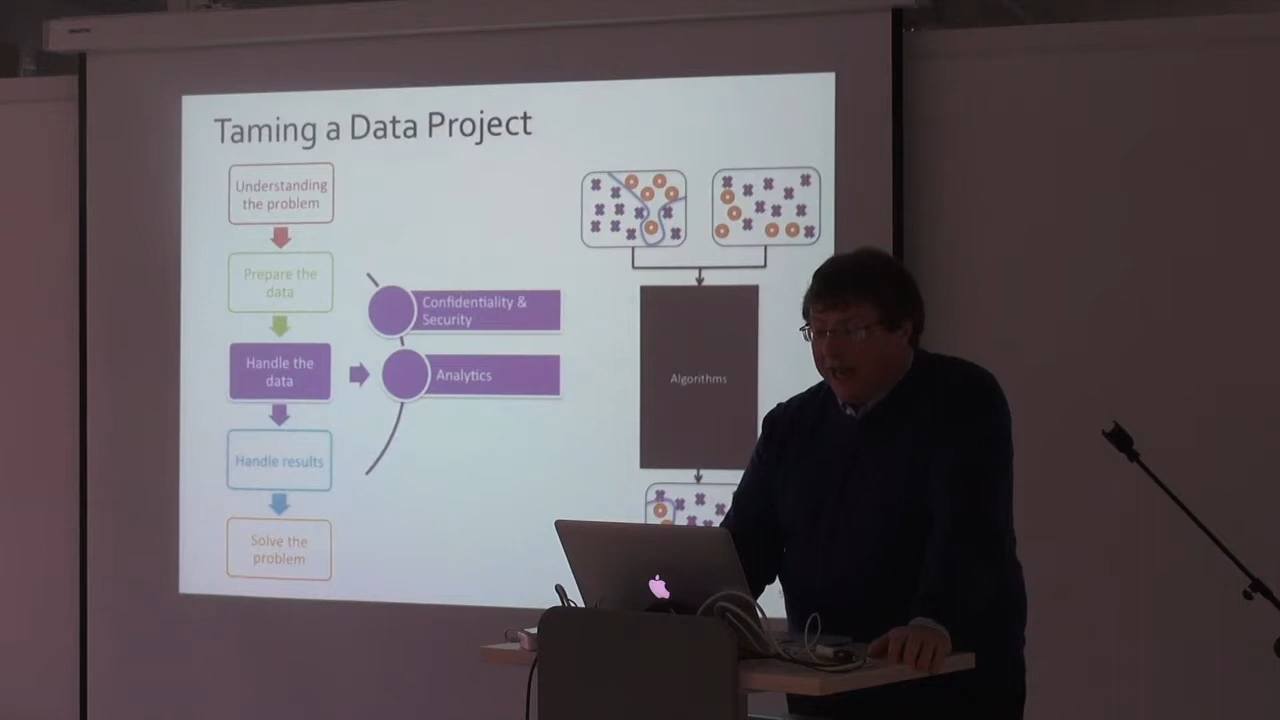 Taming a Data Project
Understanding
the problem
Prepare the
data
Handle the
data
Handle results
Solve the
problem
Confidentiality &
Security
Analytics
Algorithms